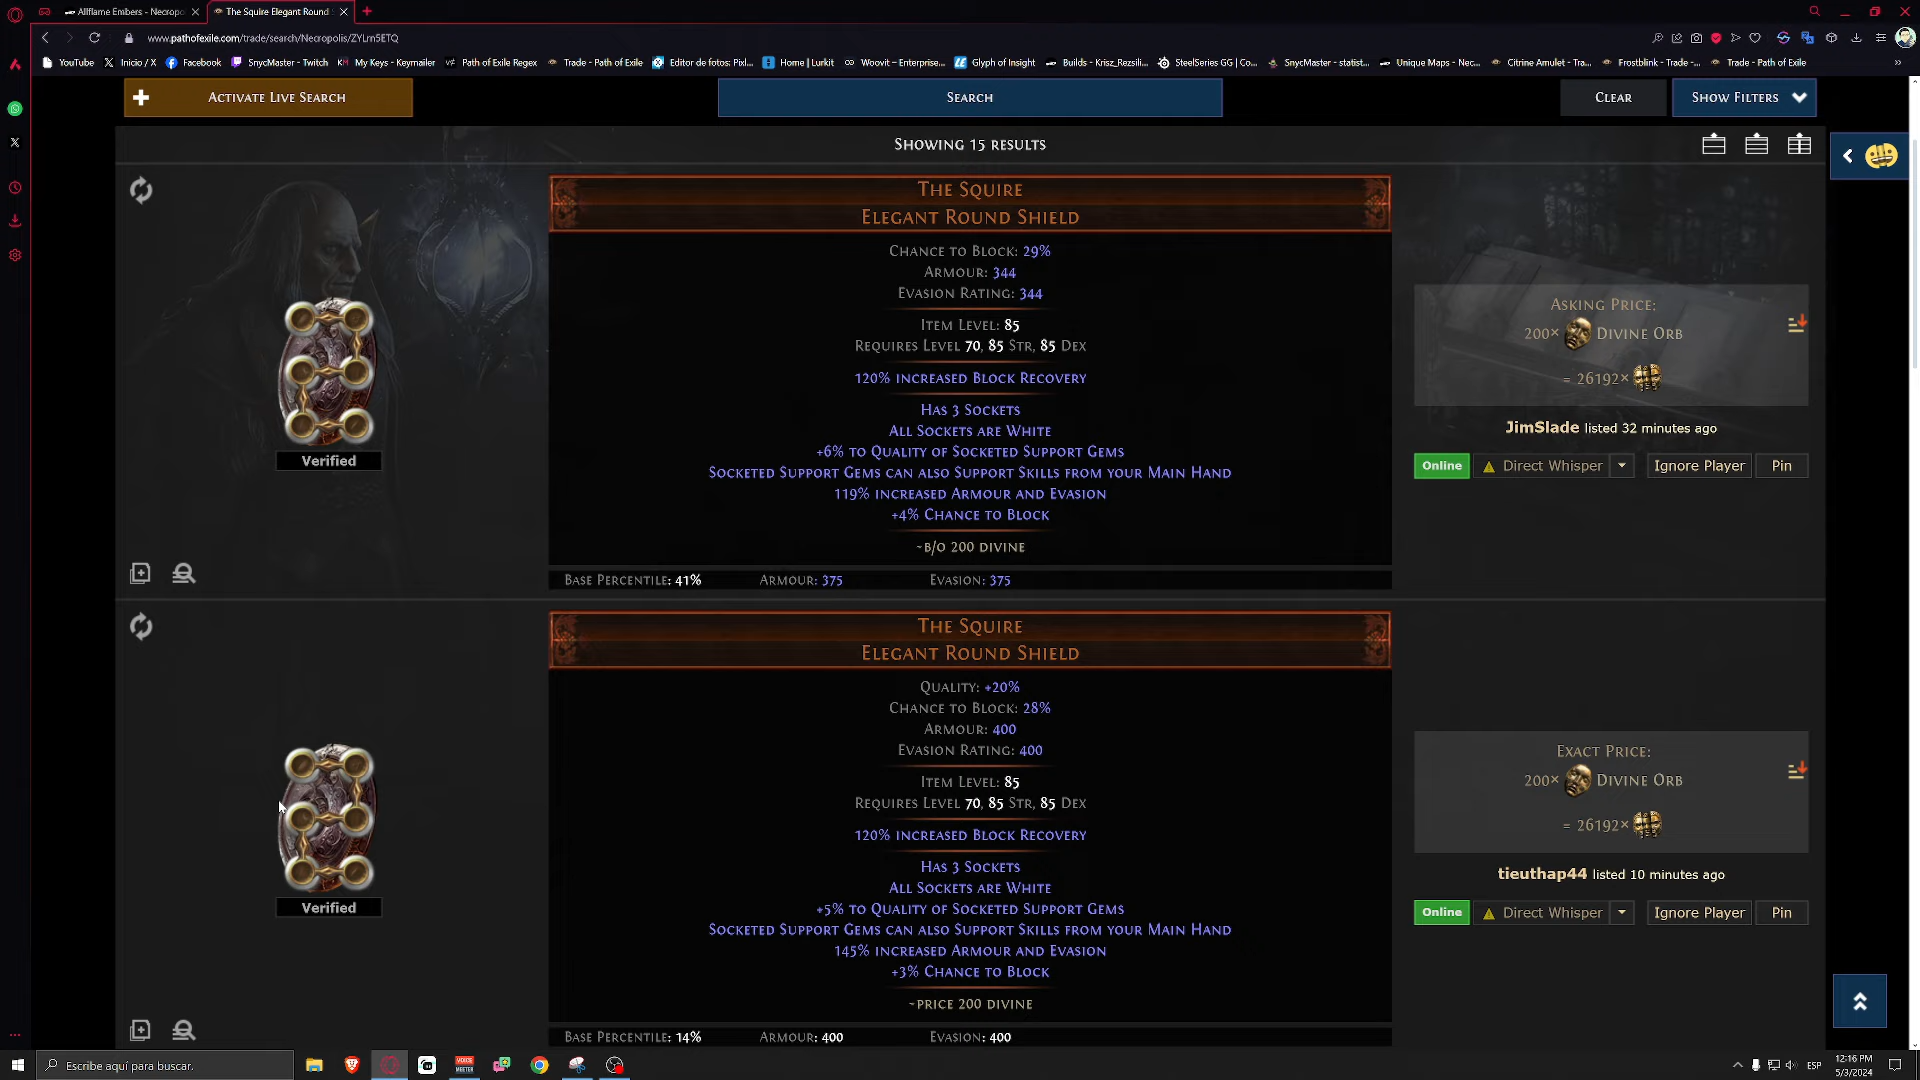 Allflame Embers - Necropo
The Squire Elegant Round
www.pathofexile.com/trade/search/Necropolis/ZYLrn5ETQ
YouTube
Inicio / X
Facebook
SnycMaster - Twitch
My Keys - Keymailer
Path of Exile Regex
Trade - Path of Exile
Editor de fotos: Pixl...
Home | Lurkit
Woovit – Enterprise...
Glyph of Insight
Builds - Krisz_Rezsili...
SteelSeries GG | Co...
SnycMaster - statist...
Unique Maps - Nec...
Citrine Amulet - Tra...
Frostblink - Trade -...
Trade - Path of Exile
Activate Live Search
Search
Clear
Show Filters
Showing 15 results
The Squire
Elegant Round Shield
Chance to Block: 29%
Armour: 344
Evasion Rating: 344
Item Level: 85
Requires Level 70, 85 Str, 85 Dex
120% increased Block Recovery
Has 3 Sockets
All Sockets are White
+6% to Quality of Socketed Support Gems
Socketed Support Gems can also Support Skills from your Main Hand
119% increased Armour and Evasion
+4% Chance to Block
~b/o 200 divine
Base Percentile: 41% Armour: 375 Evasion: 375
Verified
Asking Price:
200× Divine Orb
= 26192×
JimSlade listed 32 minutes ago
Online Direct Whisper Ignore Player Pin
The Squire
Elegant Round Shield
Quality: +20%
Chance to Block: 28%
Armour: 400
Evasion Rating: 400
Item Level: 85
Requires Level 70, 85 Str, 85 Dex
120% increased Block Recovery
Has 3 Sockets
All Sockets are White
+5% to Quality of Socketed Support Gems
Socketed Support Gems can also Support Skills from your Main Hand
145% increased Armour and Evasion
+3% Chance to Block
~price 200 divine
Base Percentile: 14% Armour: 400 Evasion: 400
Verified
Exact Price:
200× Divine Orb
= 26192×
tieuthap44 listed 10 minutes ago
Online Direct Whisper Ignore Player Pin
Escribe aquí para buscar.
ESP
12:16 PM
5/3/2024